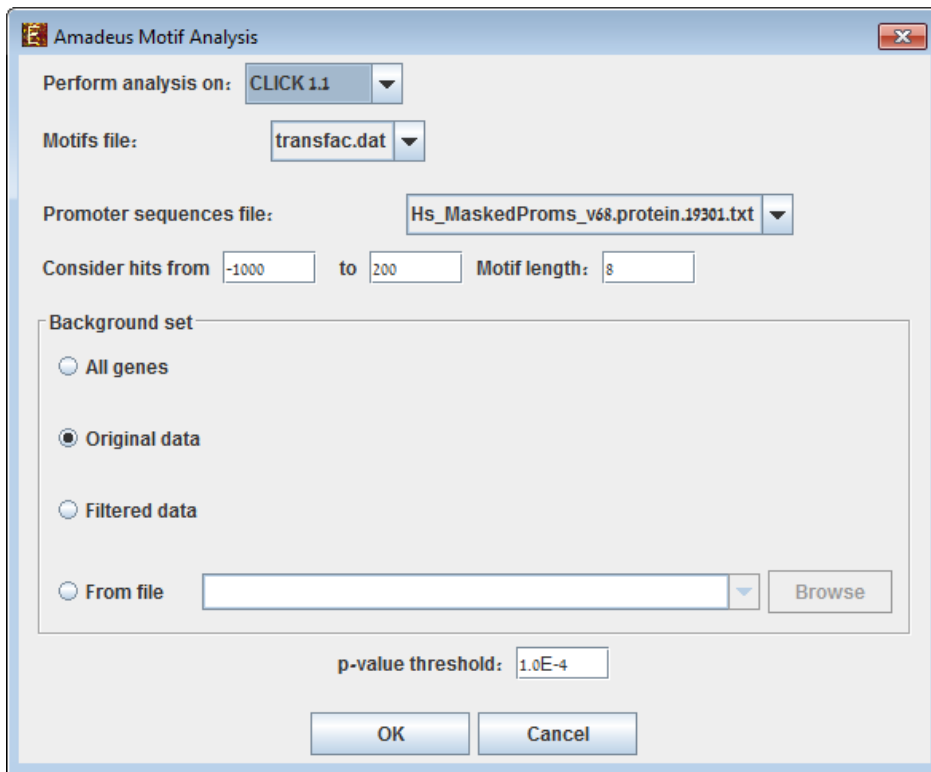 Amadeus Motif Analysis
Perform analysis on: CLICK 1.1
Motifs file: transfac.dat
Promoter sequences file: Hs_MaskedProms_v68.protein.19301.txt
Consider hits from -1000 to 200 Motif length: 8
Background set
All genes
Original data
Filtered data
From file Browse
p-value threshold: 1.0E-4
OK Cancel